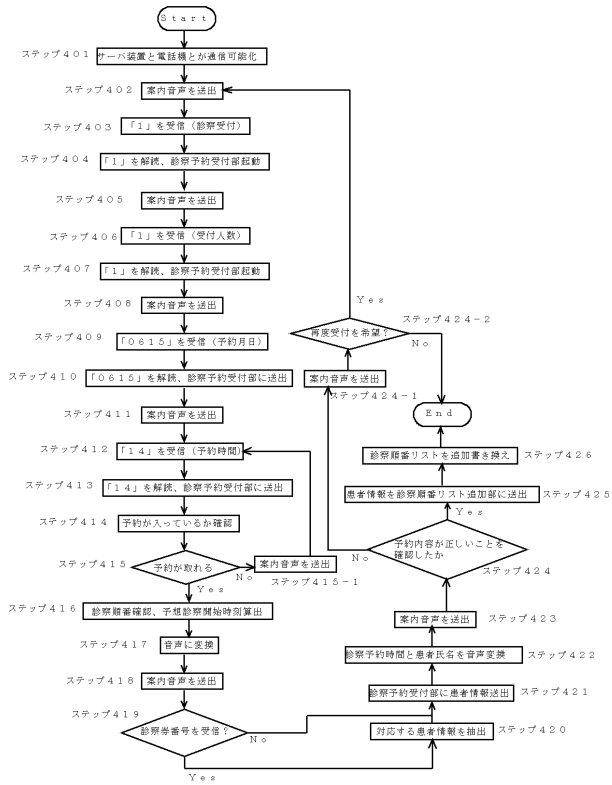 Ｓｔａｒｔ
ステップ４０１
サーバ装置と電話機とが通信可能化
ステップ４０２
案内音声を送出
ステップ４０３
「１」を受信（診察受付）
ステップ４０４
「１」を解読、診察予約受付部起動
ステップ４０５
案内音声を送出
ステップ４０６
「１」を受信（受付人数）
ステップ４０７
「１」を解読、診察予約受付部起動
ステップ４０８
案内音声を送出
ステップ４０９
「０６１５」を受信（予約月日）
ステップ４１０
「０６１５」を解読、診察予約受付部に送出
ステップ４１１
案内音声を送出
ステップ４１２
「１４」を受信（予約時間）
ステップ４１３
「１４」を解読、診察予約受付部に送出
ステップ４１４
予約が入っているか確認
ステップ４１５
予約が取れる
Ｎｏ
案内音声を送出
ステップ４１５－１
Ｙｅｓ
ステップ４１６
診察順番確認、予想診察開始時刻算出
ステップ４１７
音声に変換
ステップ４１８
案内音声を送出
ステップ４１９
診察券番号を受信？
Ｎｏ
Ｙｅｓ
対応する患者情報を抽出
ステップ４２０
診察予約受付部に患者情報送出
ステップ４２１
診察予約時間と患者氏名を音声変換
ステップ４２２
案内音声を送出
ステップ４２３
予約内容が正しいことを
確認したか
ステップ４２４
Ｎｏ
Ｙｅｓ
患者情報を診察順番リスト追加部に送出
ステップ４２５
診察順番リストを追加書き換え
ステップ４２６
Ｅｎｄ
案内音声を送出
ステップ４２４－１
再度受付を希望？
ステップ４２４－２
Ｙｅｓ
Ｎｏ